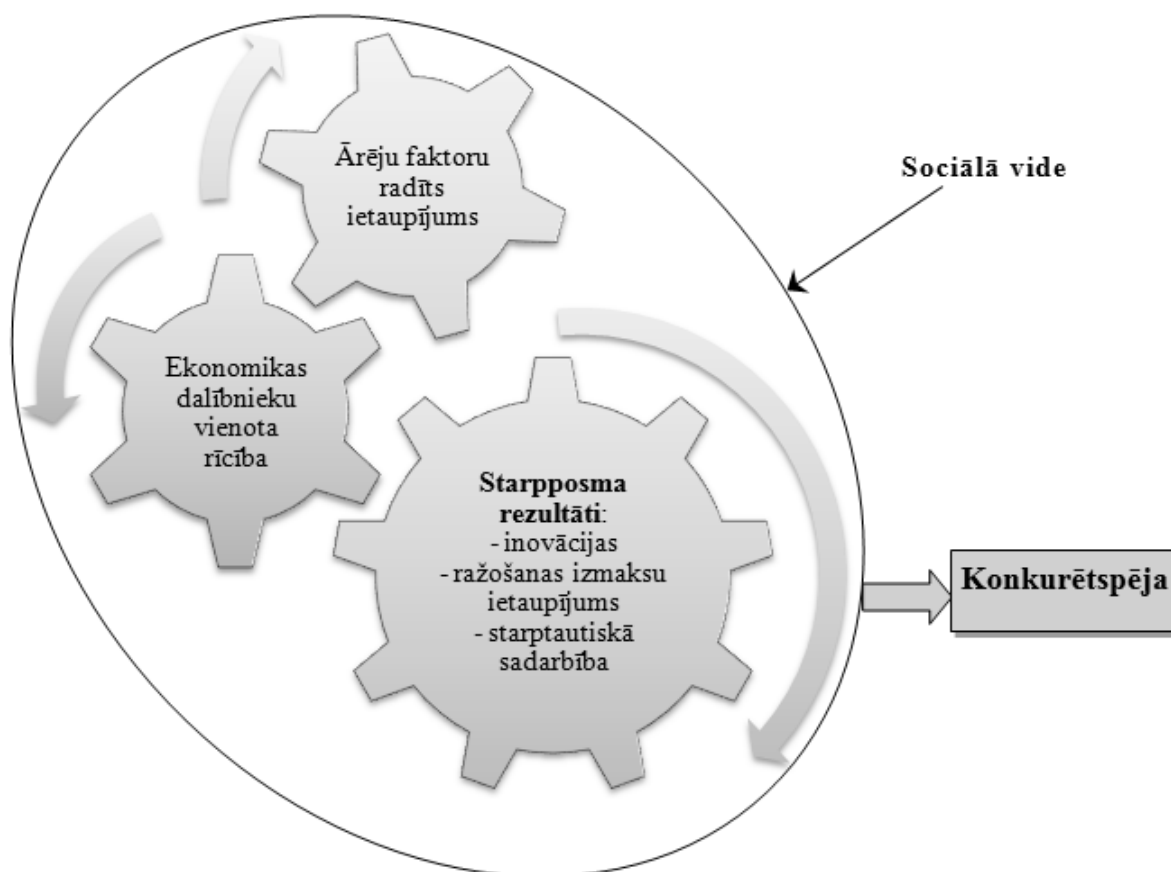 Ārēju faktoru
radīts
ietaupījums
Sociālā vide
Ekonomikas
dalībnieku
vienota
rīcība
Starpposma
rezultāti:
- inovācijas
- ražošanas izmaksu
ietaupījums
- starptautiskā
sadarbība
Konkurētspēja